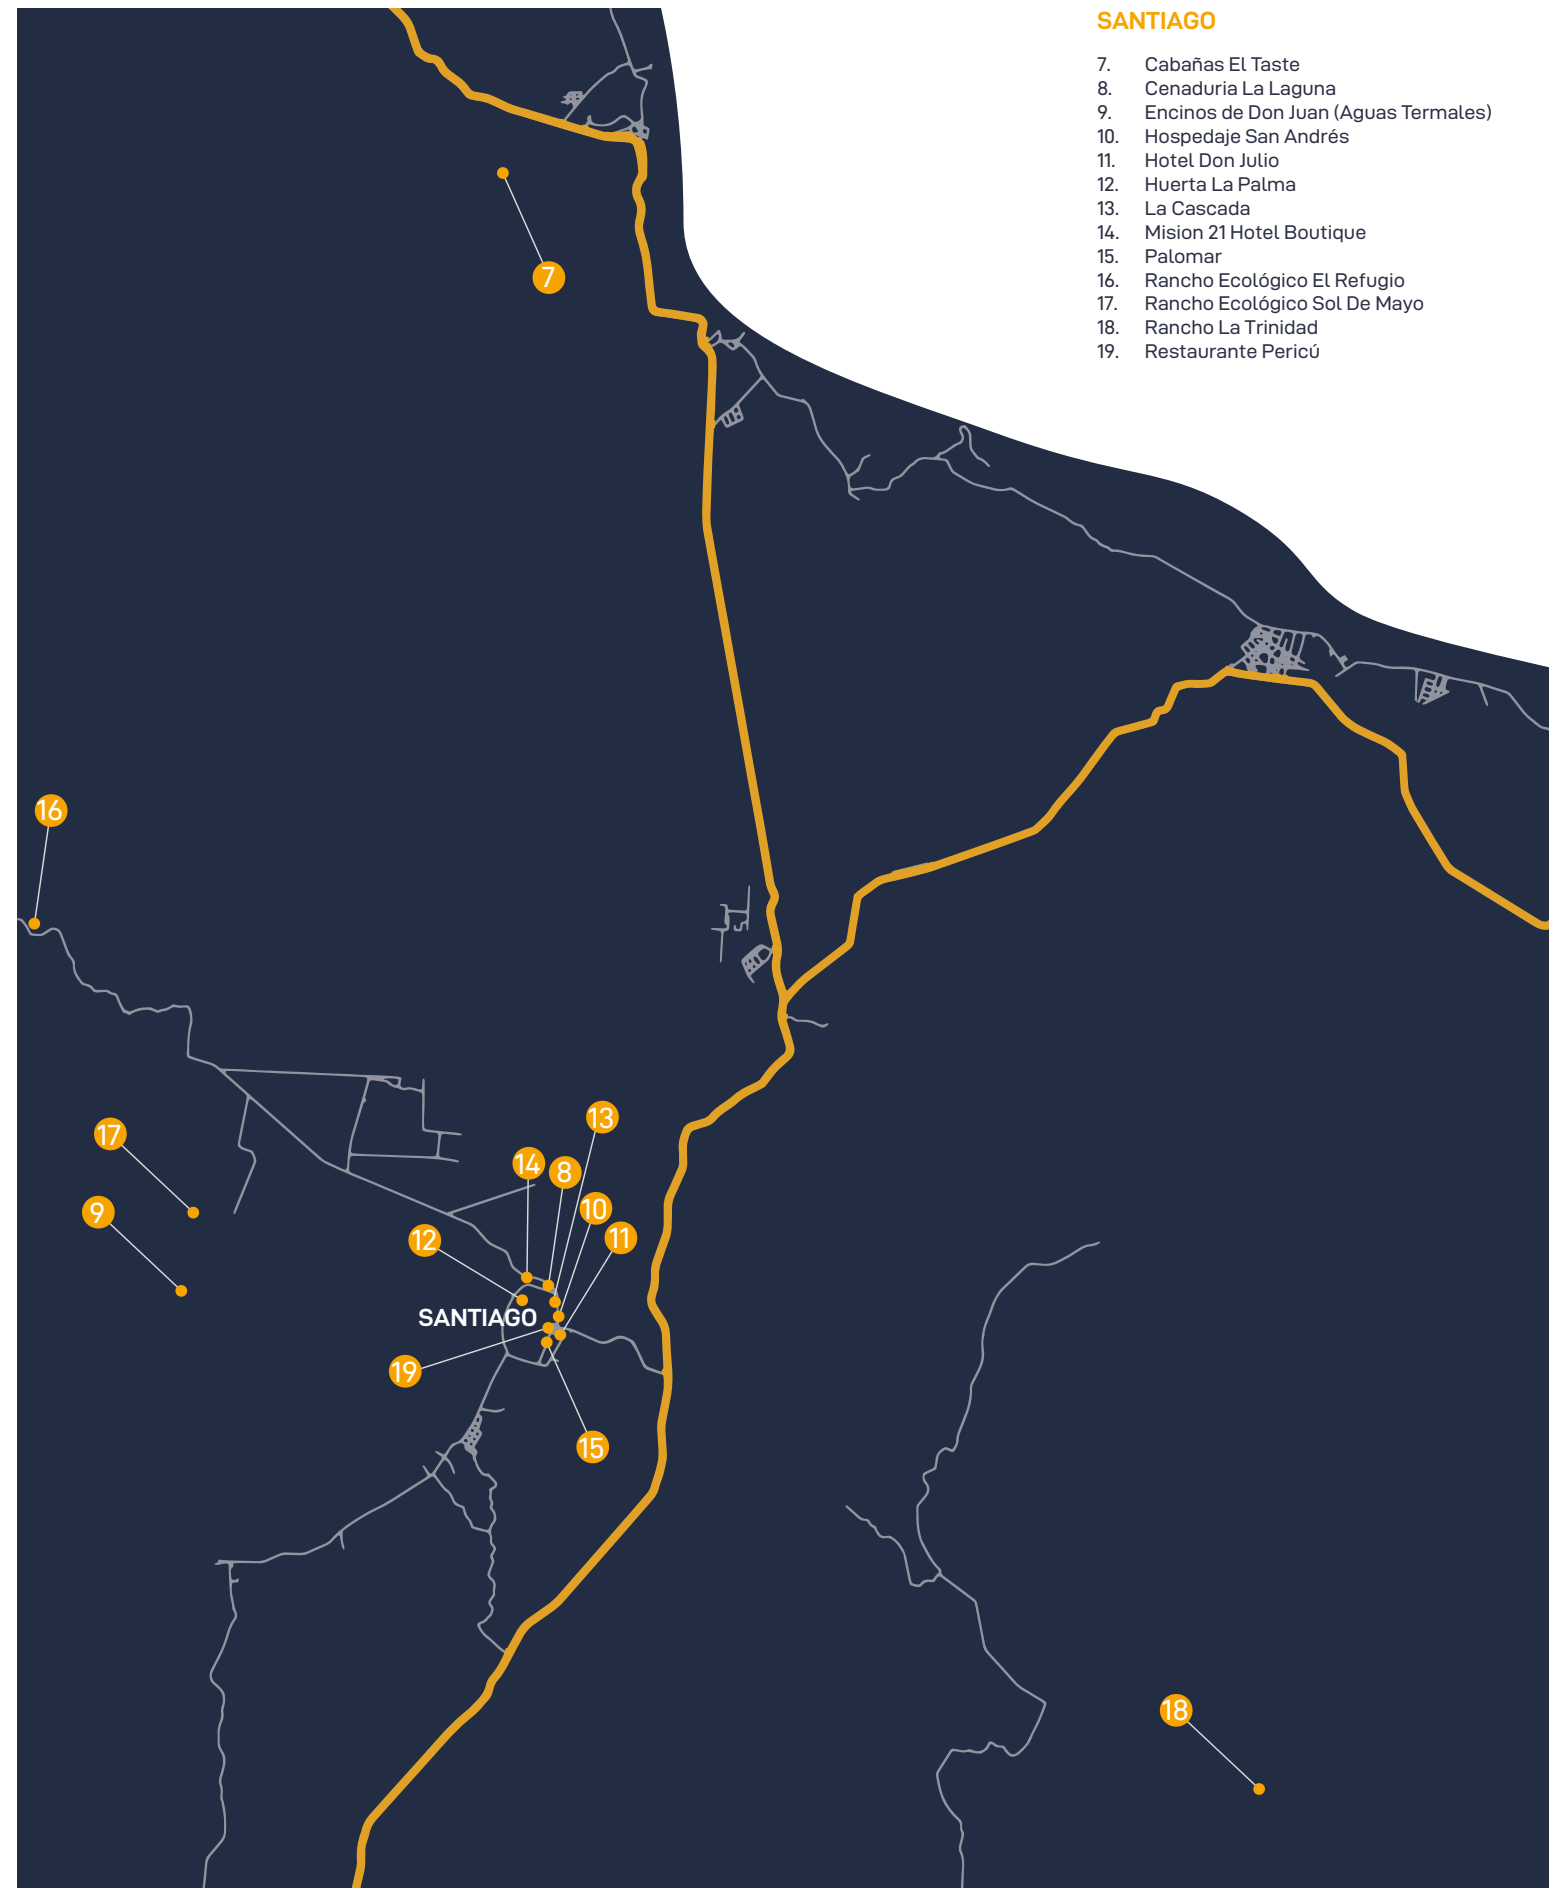 SANTIAGO
7. Cabañas El Taste
8. Cenaduria La Laguna
9. Encinos de Don Juan (Aguas Termales)
10. Hospedaje San Andrés
11. Hotel Don Julio
12. Huerta La Palma
13. La Cascada
14. Mision 21 Hotel Boutique
15. Palomar
16. Rancho Ecológico El Refugio
17. Rancho Ecológico Sol De Mayo
18. Rancho La Trinidad
19. Restaurante Pericú
7
16
13
17
14
8
10
9
11
12
SANTIAGO
19
15
18